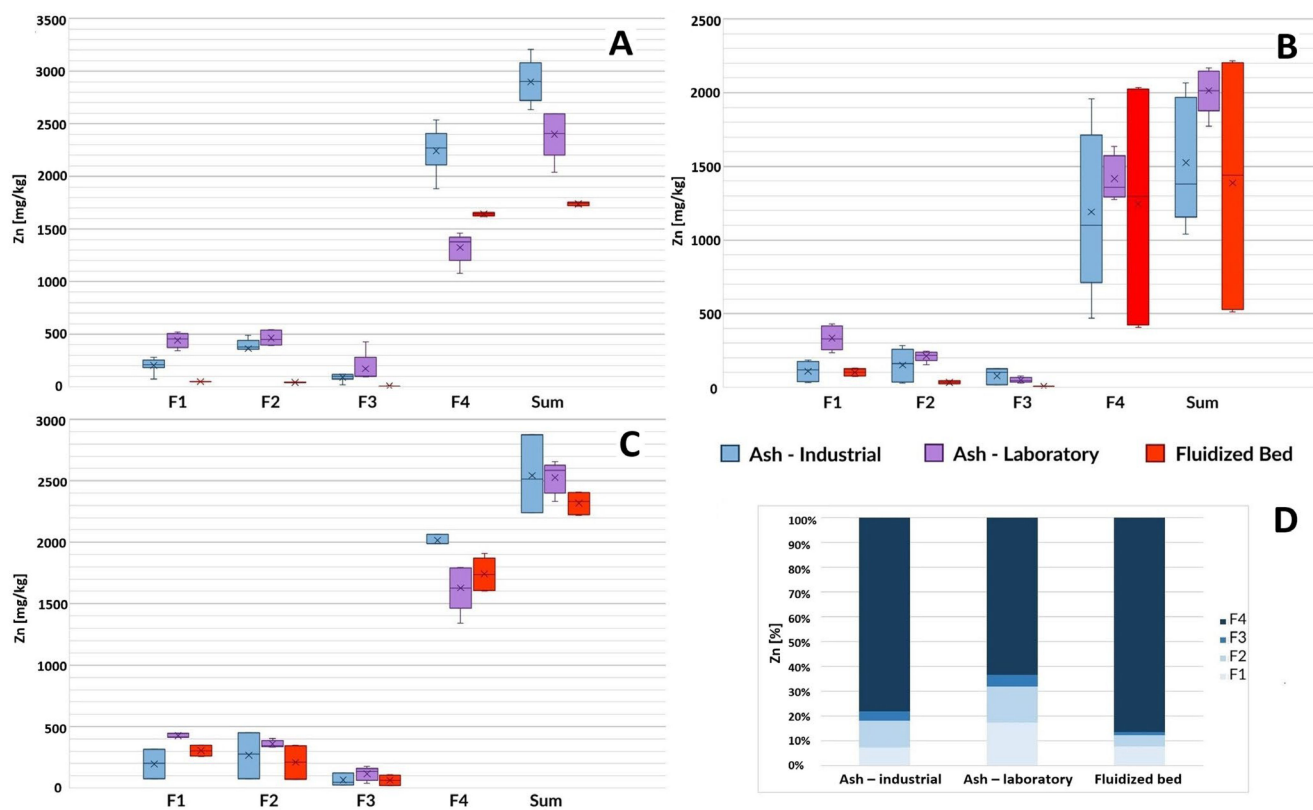 A
Zn [mg/kg]
3500
3000
2500
2000
1500
1000
500
0
F1 F2 F3 F4 Sum
B
Zn [mg/kg]
2500
2000
1500
1000
500
0
F1 F2 F3 F4 Sum
C
Zn [mg/kg]
3000
2500
2000
1500
1000
500
0
F1 F2 F3 F4 Sum
Ash - Industrial Ash - Laboratory Fluidized Bed
D
Zn [%]
100%
90%
80%
70%
60%
50%
40%
30%
20%
10%
0%
Ash – industrial Ash – laboratory Fluidized bed
F4
F3
F2
F1